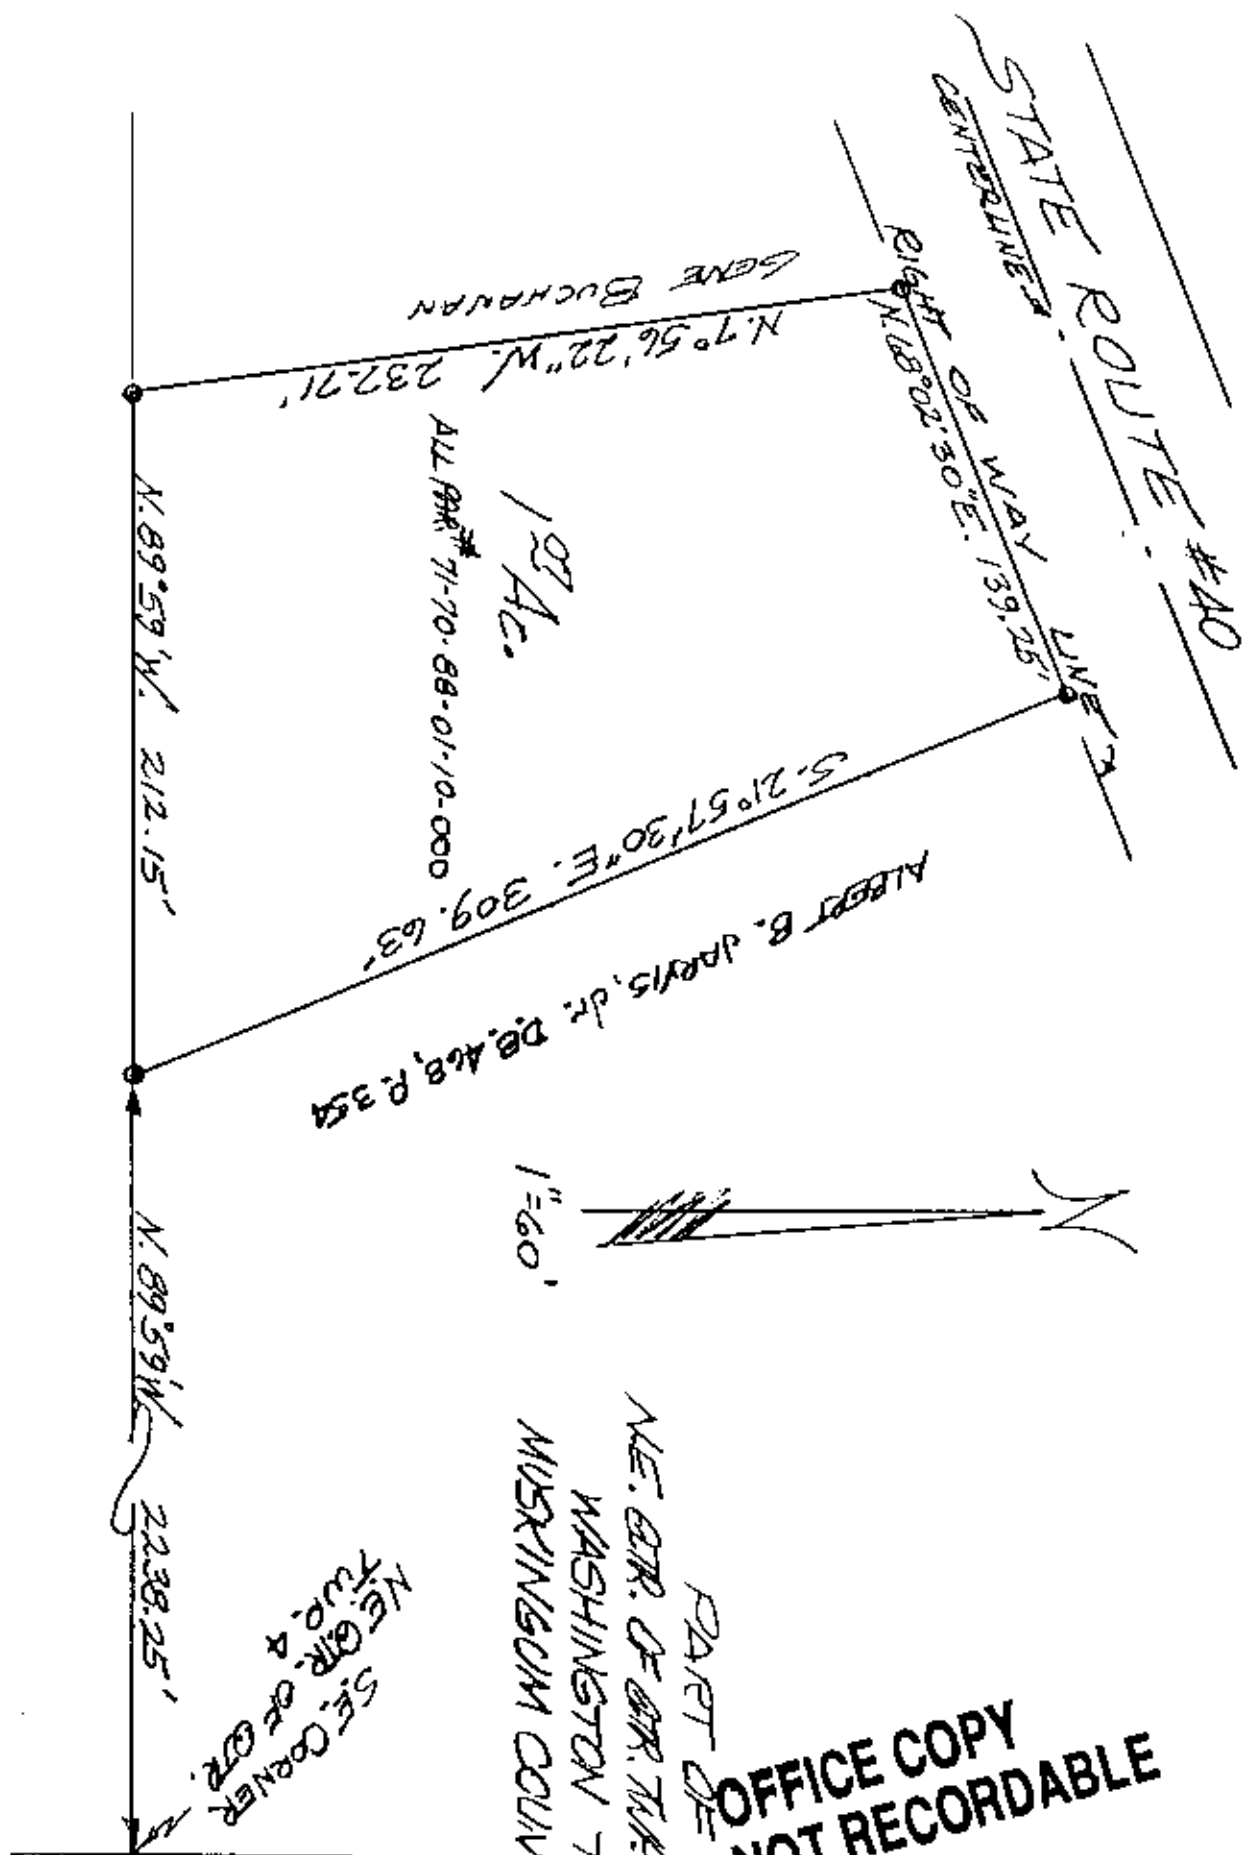 STATE ROUTE #40
CENTERLINE
RIGHT OF WAY LINE
N. 68° 02' 30" E. 139.25'
GENE BUCHANAN
N. 7° 56' 22" W. 237.71'
1.07 Ac.
ALL PAR # 71-70-88-01-10-000
S. 21° 57' 30" E. 309.63'
ALBERT B. JARVIS, Jr. D.B. 468, P. 354
N. 89° 59' W. 212.15'
N
1" = 60'
N. 89° 59' W. 2238.25'
S.E. CORNER
N.E. QTR. OF QTR.
TWP. 4
PART OF
N.E. QTR. OF QTR. TWP.
WASHINGTON T
MUSKINGUM COUN
OFFICE COPY
NOT RECORDABLE